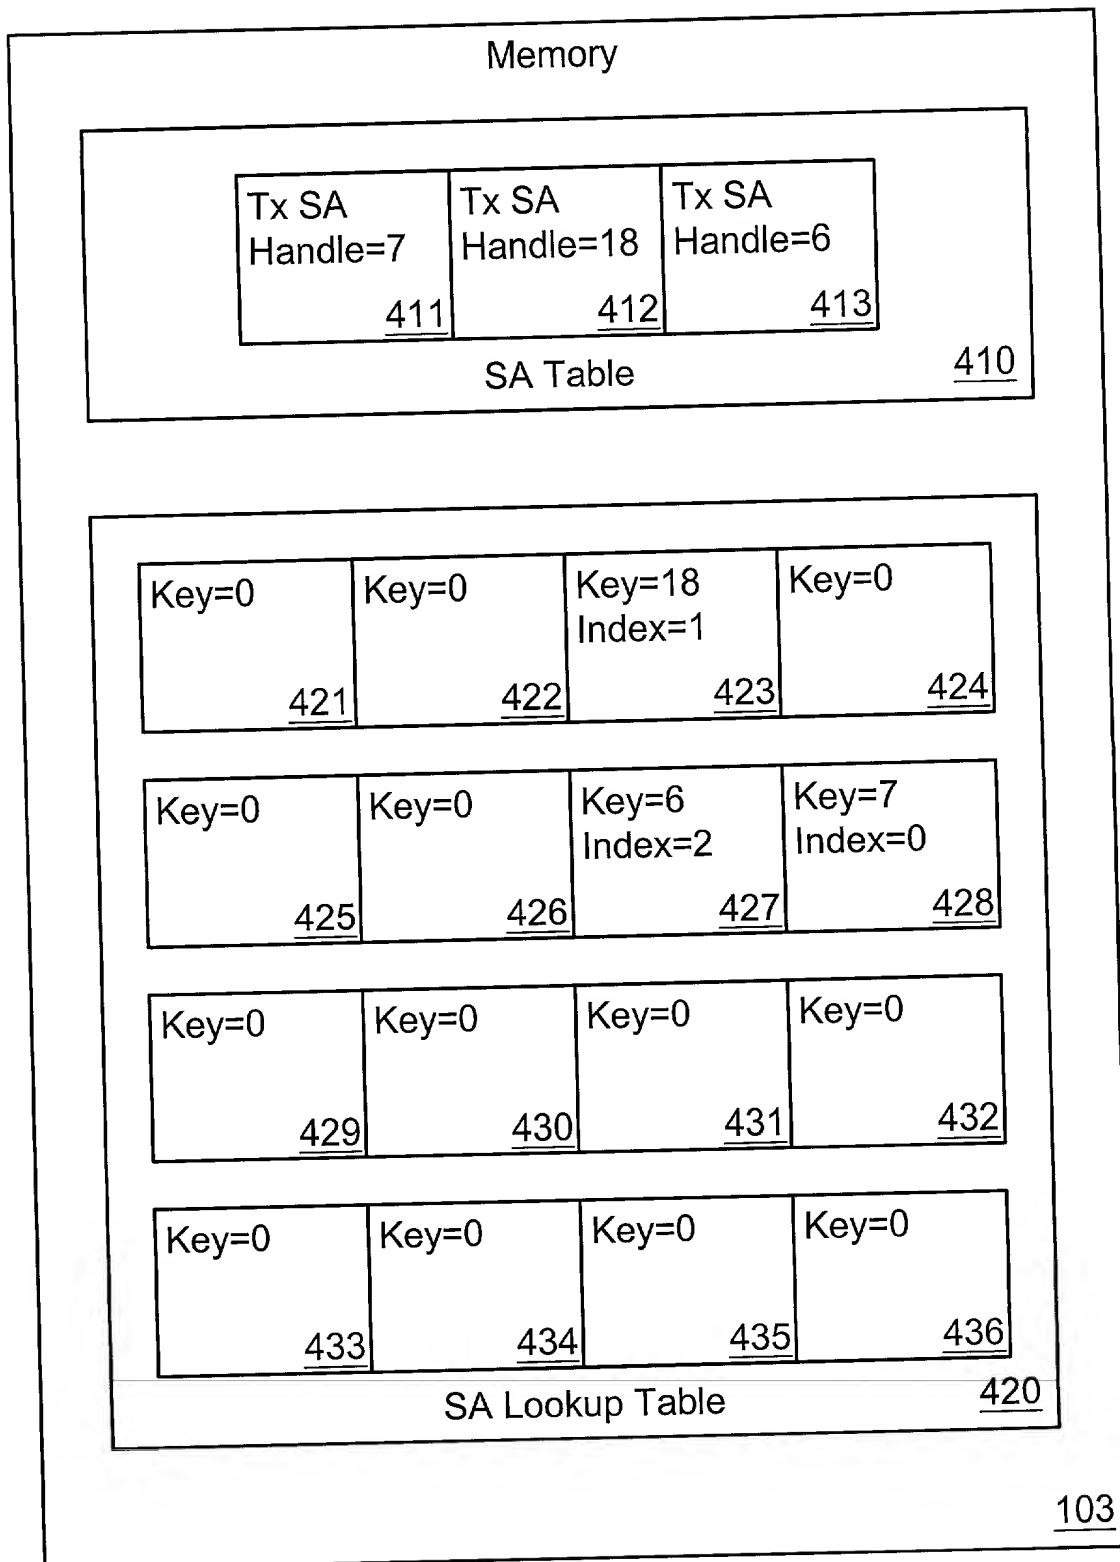 Memory
Tx SA
Handle=7
411
Tx SA
Handle=18
412
Tx SA
Handle=6
413
SA Table
410
Key=0
421
Key=0
422
Key=18
Index=1
423
Key=0
424
Key=0
425
Key=0
426
Key=6
Index=2
427
Key=7
Index=0
428
Key=0
429
Key=0
430
Key=0
431
Key=0
432
Key=0
433
Key=0
434
Key=0
435
Key=0
436
SA Lookup Table
420
103